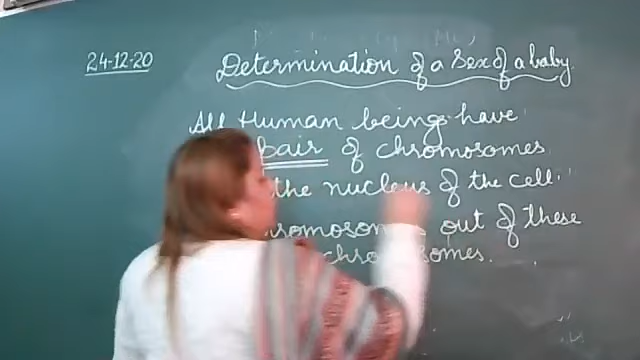 24-12-20
Determination of a Sex of a baby.
All Human beings have
pair of chromosomes
the nucleus of the cell.
out of these